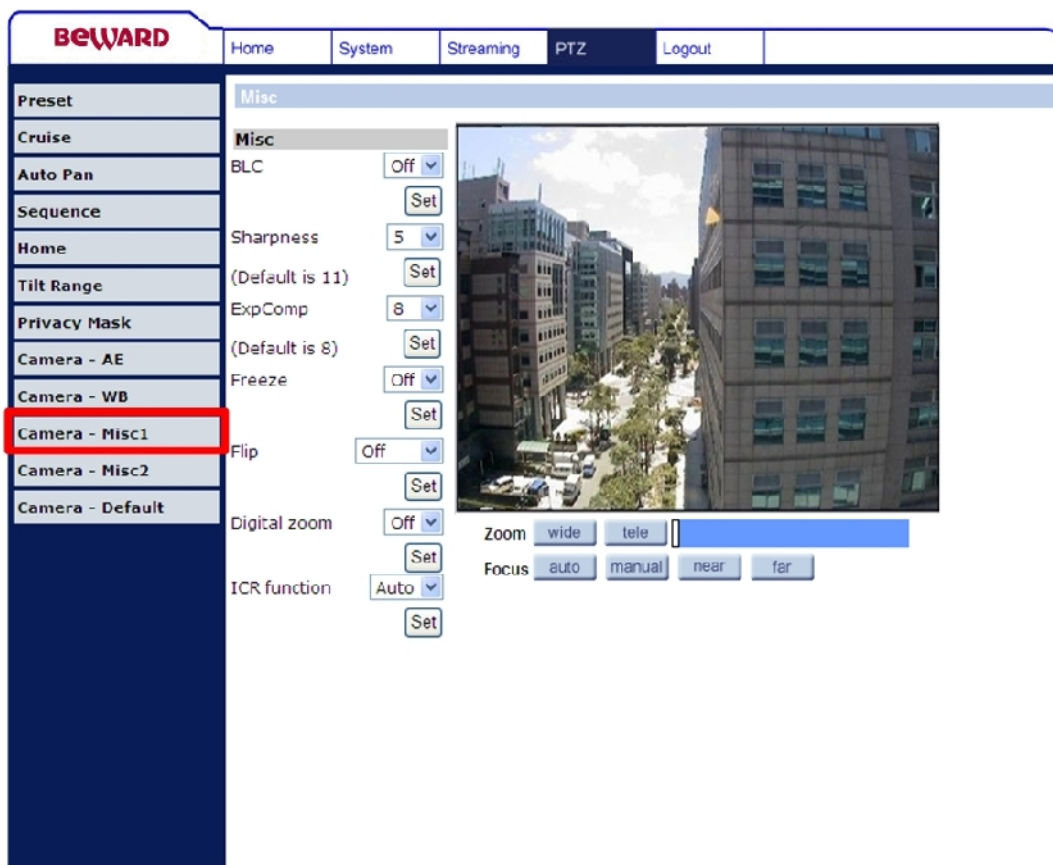 BEWARD
Home System Streaming PTZ Logout
Preset
Cruise
Auto Pan
Sequence
Home
Tilt Range
Privacy Mask
Camera - AE
Camera - WB
Camera - Misc1
Camera - Misc2
Camera - Default
Misc
Misc
BLC Off
Set
Sharpness 5
(Default is 11) Set
ExpComp 8
(Default is 8) Set
Freeze Off
Set
Flip Off
Set
Digital zoom Off
Set
ICR function Auto
Set
Zoom wide tele
Focus auto manual near far